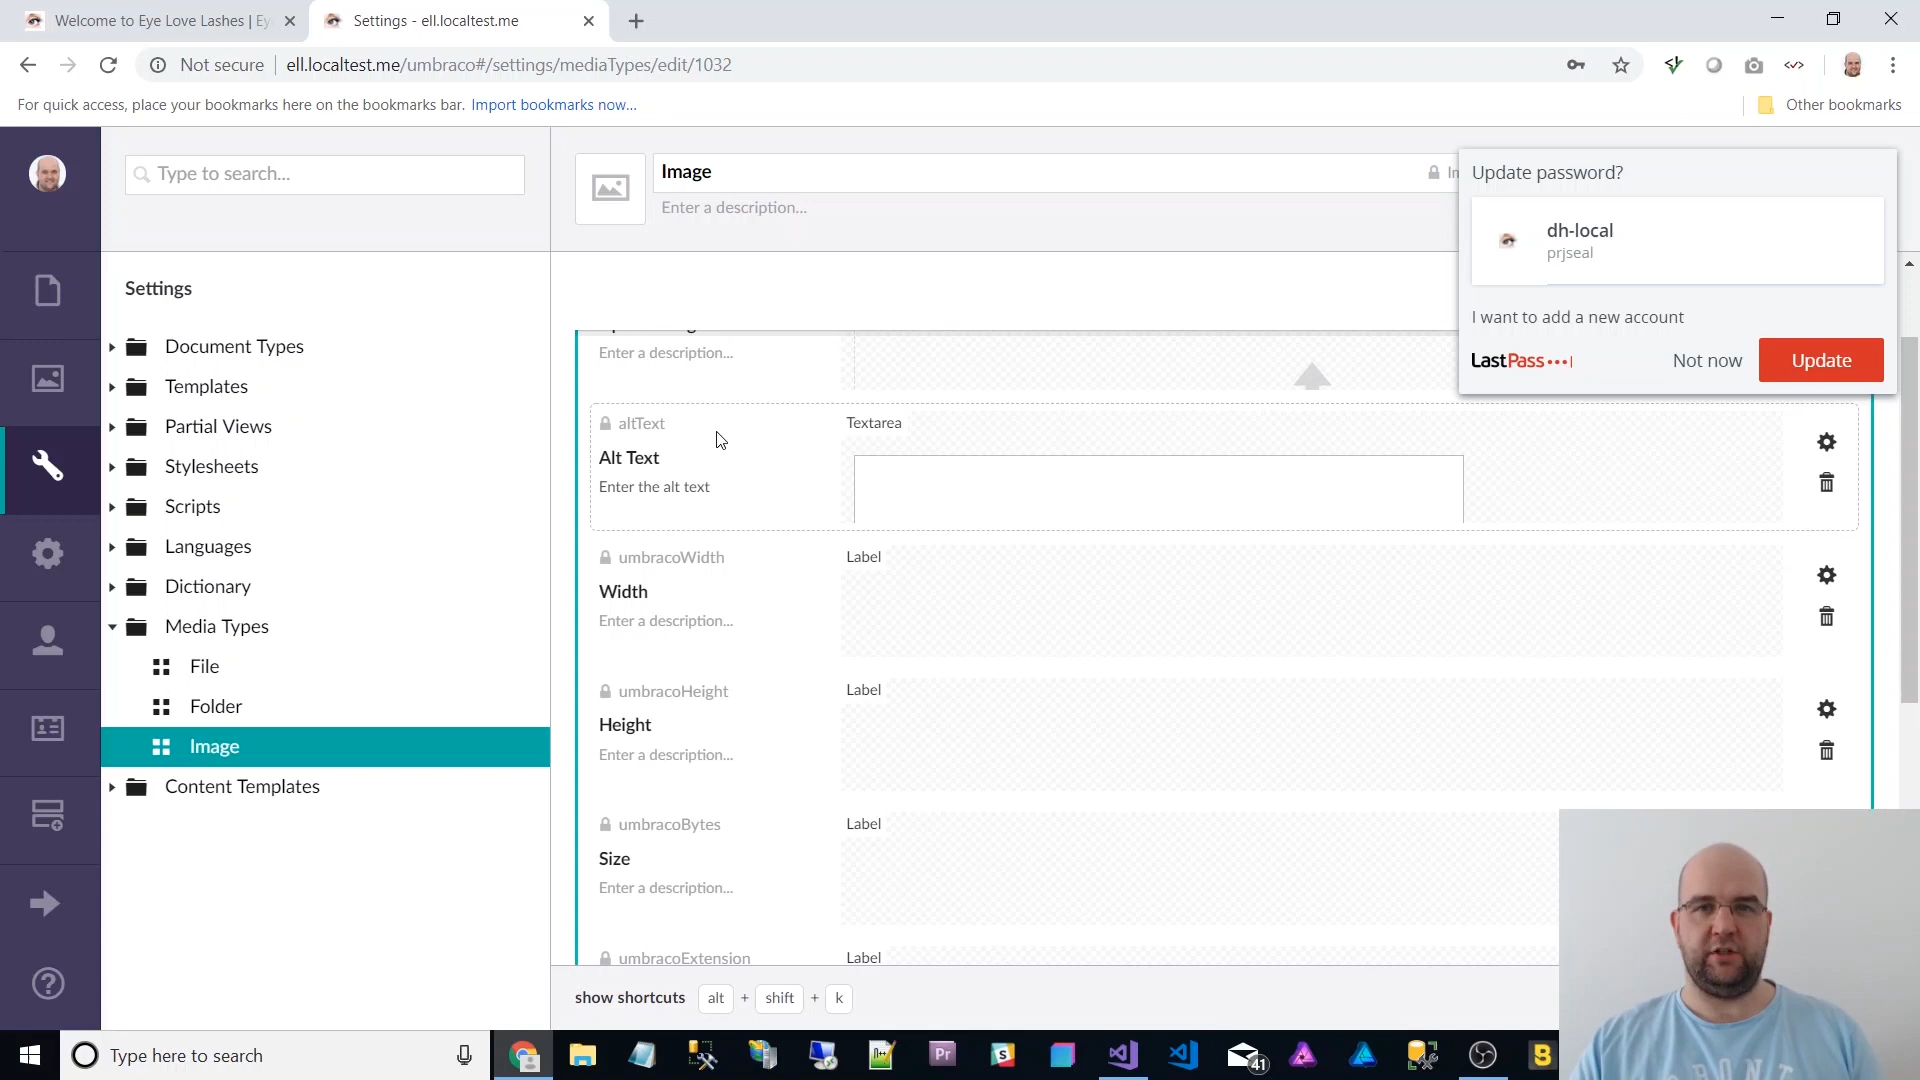 Welcome to Eye Love Lashes | Ey
Settings - ell.localtest.me
Not secure
ell.localtest.me/umbraco#/settings/mediaTypes/edit/1032
For quick access, place your bookmarks here on the bookmarks bar. Import bookmarks now...
Other bookmarks
Type to search...
Image
Enter a description...
Update password?
dh-local
prjseal
I want to add a new account
LastPass
Not now
Update
Settings
Document Types
Templates
Partial Views
Stylesheets
Scripts
Languages
Dictionary
Media Types
File
Folder
Image
Content Templates
Enter a description...
altText
Textarea
Alt Text
Enter the alt text
umbracoWidth
Label
Width
Enter a description...
umbracoHeight
Label
Height
Enter a description...
umbracoBytes
Label
Size
Enter a description...
umbracoExtension
Label
show shortcuts alt + shift + k
Type here to search
Pr
S
41
B